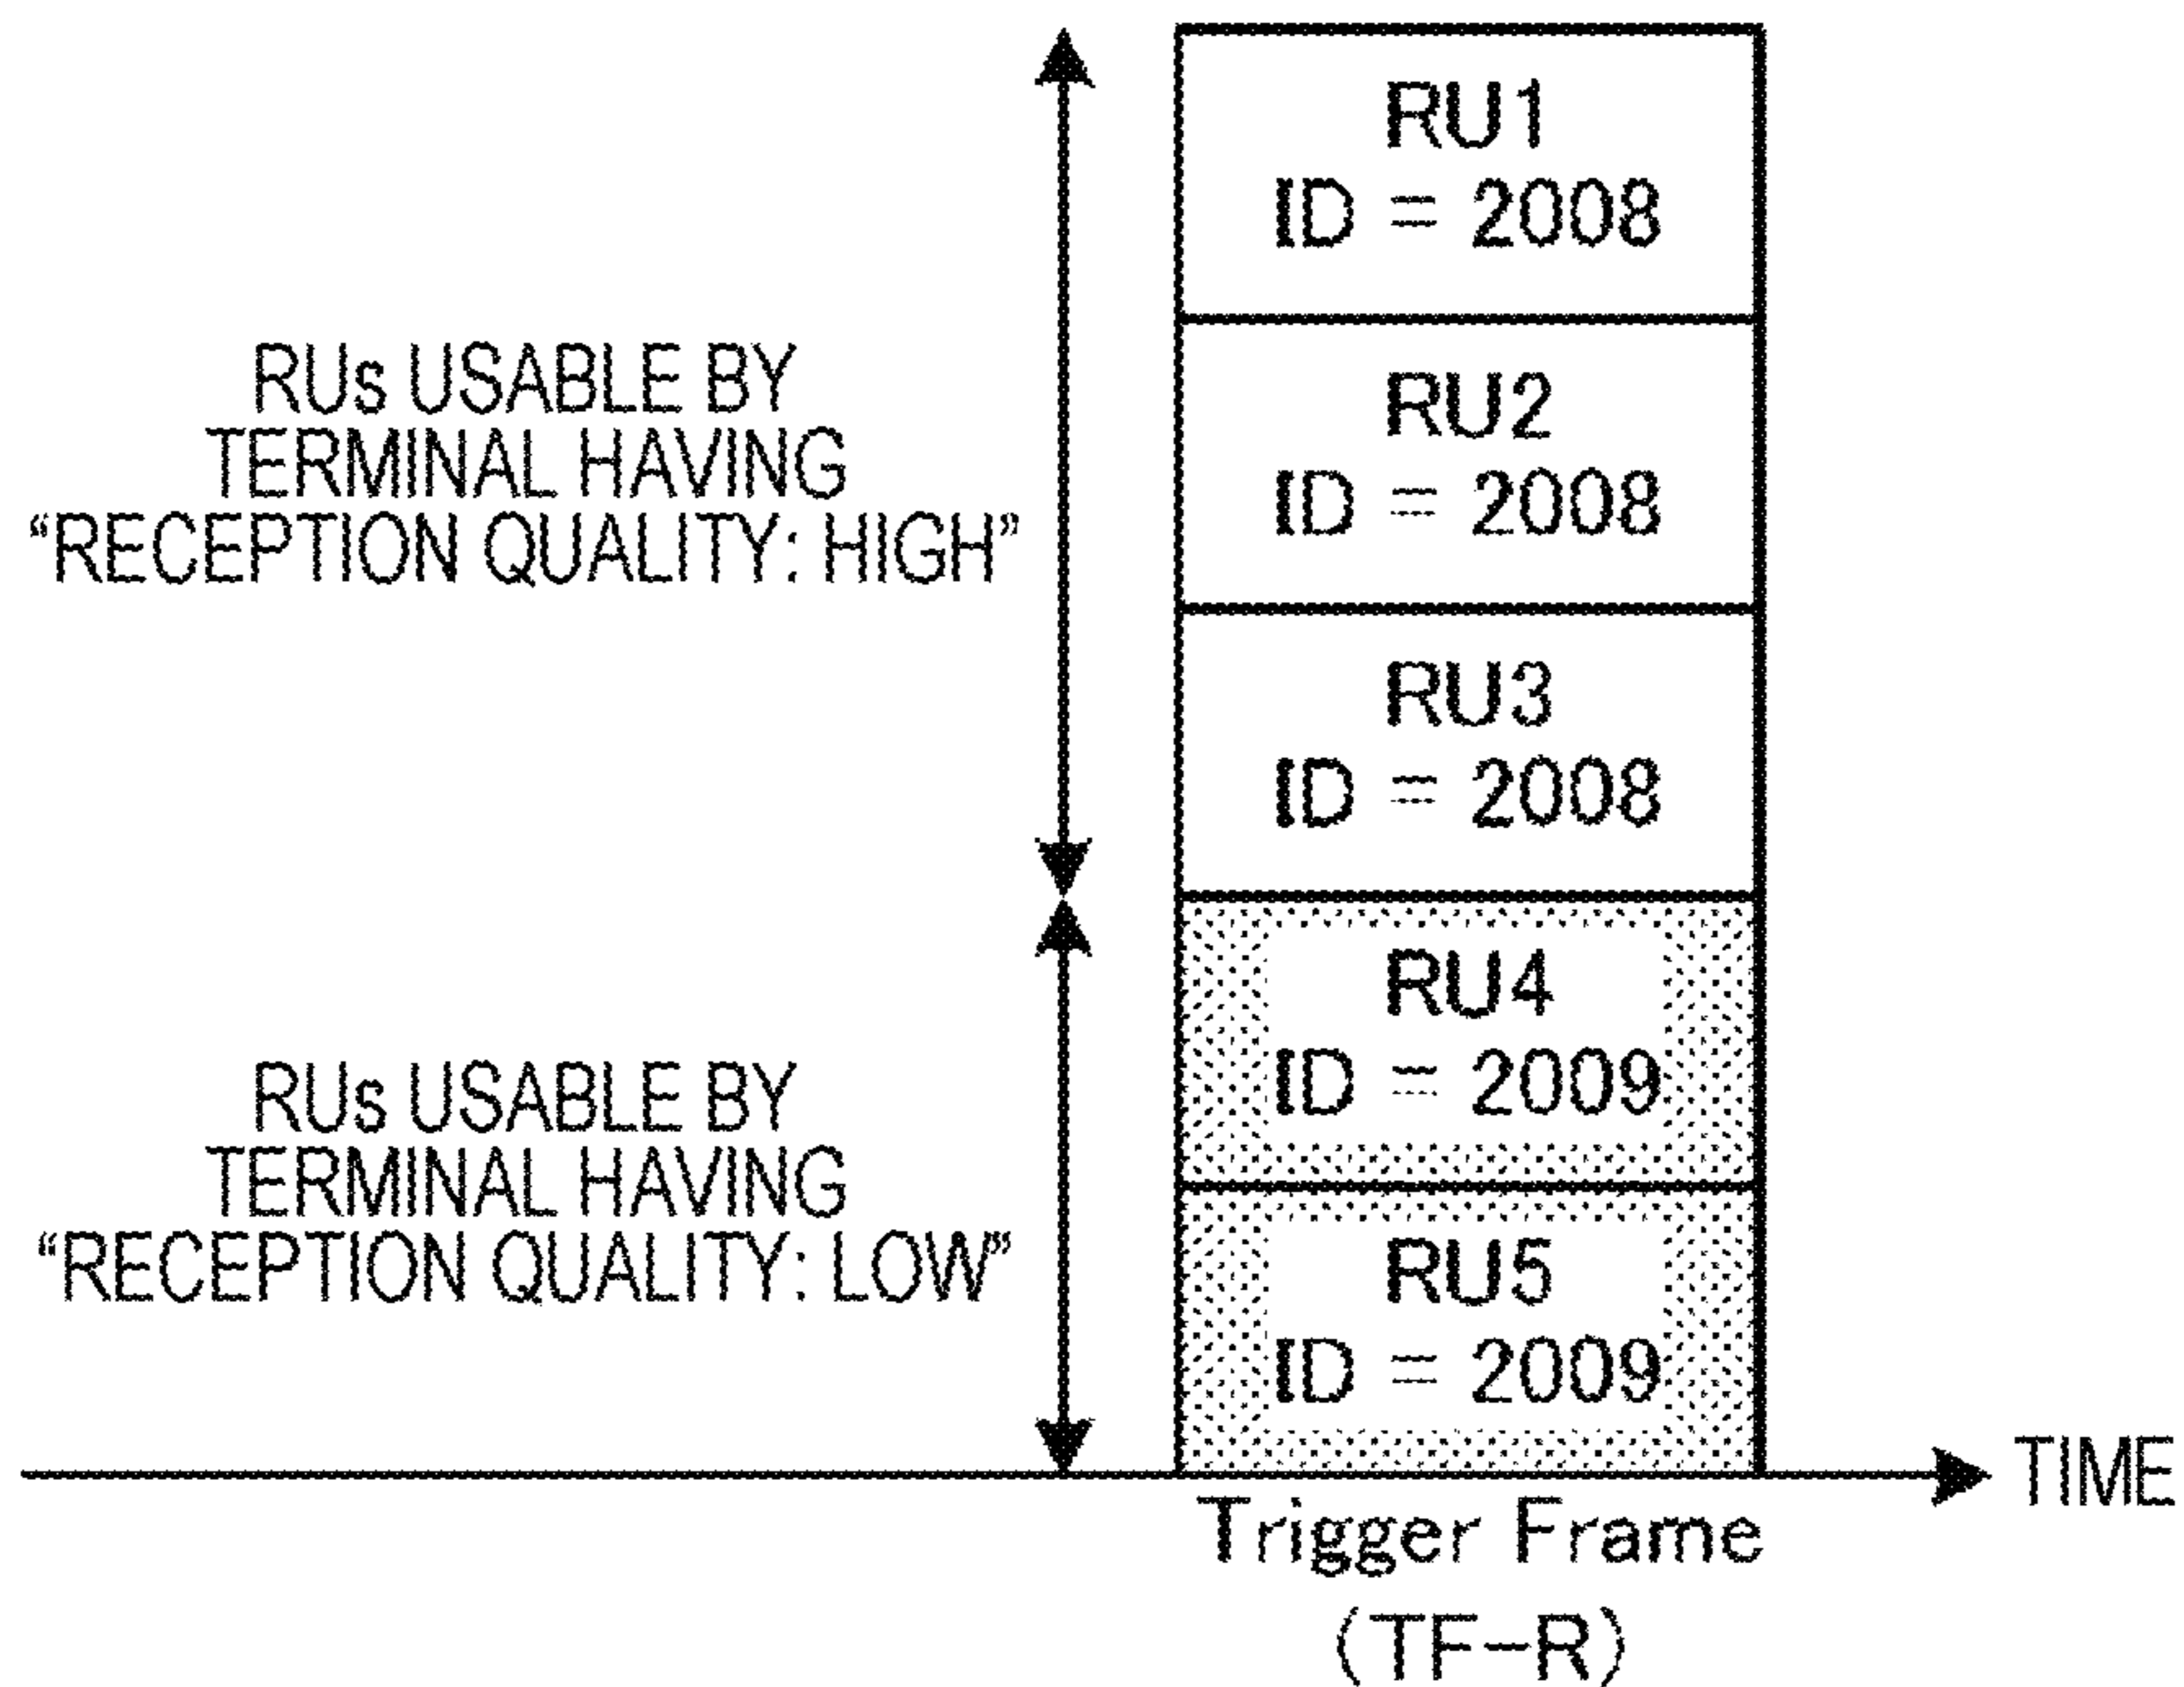 RUs USABLE BY
TERMINAL HAVING
“RECEPTION QUALITY: HIGH”
RU1
ID = 2008
RU2
ID = 2008
RU3
ID = 2008
RUs USABLE BY
TERMINAL HAVING
“RECEPTION QUALITY: LOW”
RU4
ID = 2009
RU5
ID = 2009
TIME
Trigger Frame
(TF-R)